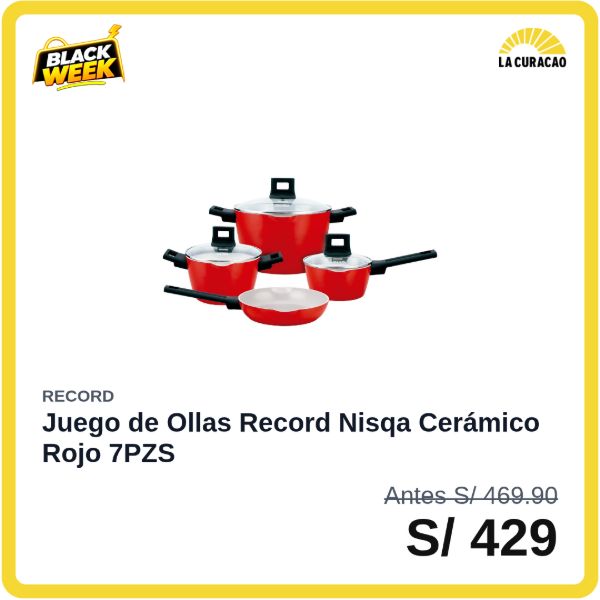 BLACK
WEEK
LA CURACAO
RECORD
Juego de Ollas Record Nisqa Cerámico
Rojo 7PZS
Antes S/ 469.90
S/ 429